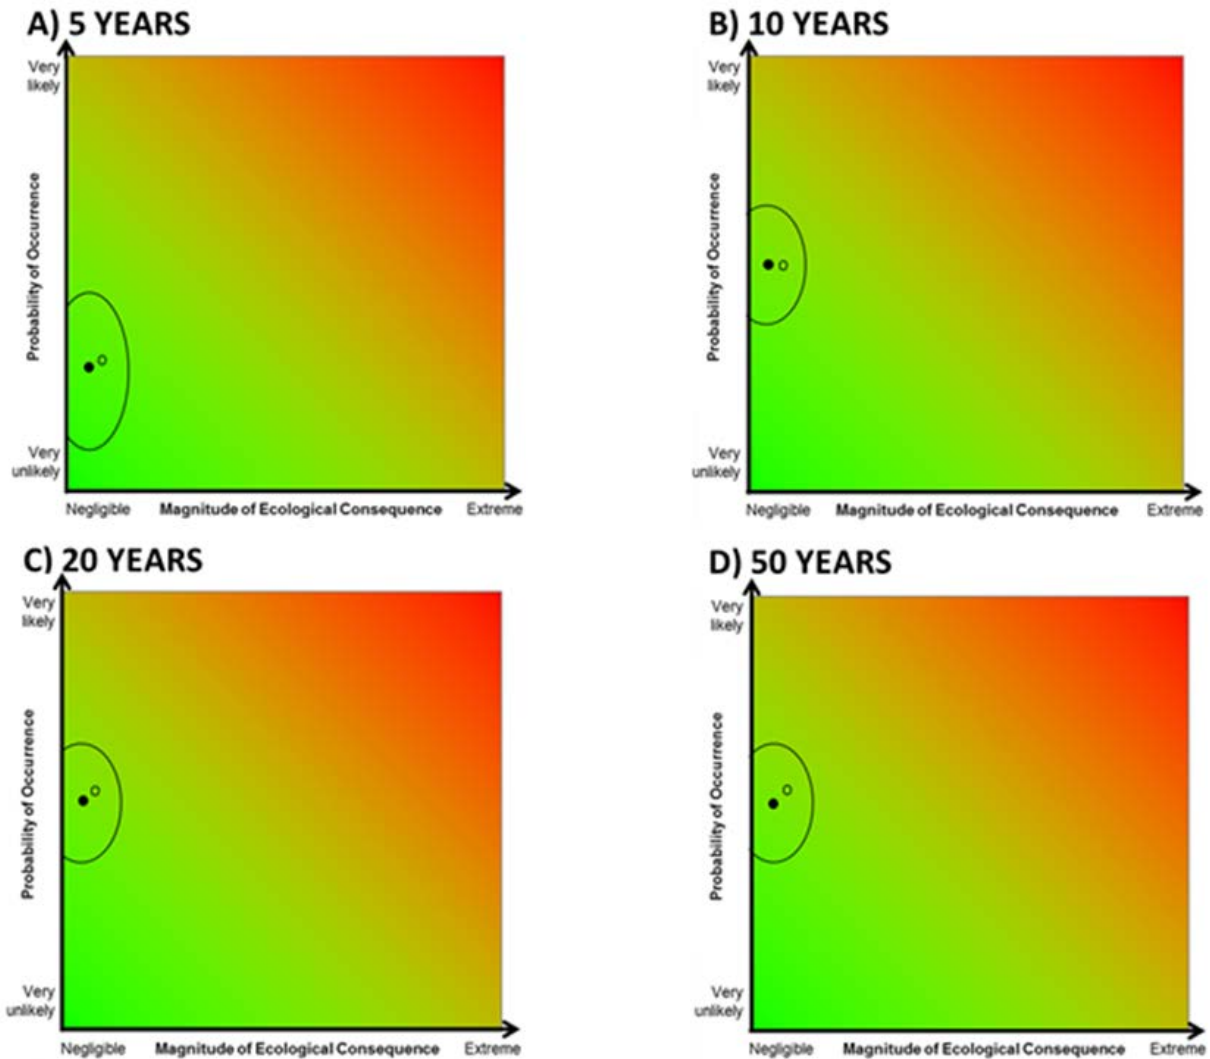 A) 5 YEARS
Very
likely
Probability of Occurrence
Very
unlikely
Negligible Magnitude of Ecological Consequence Extreme
B) 10 YEARS
Very
likely
Probability of Occurrence
Very
unlikely
Negligible Magnitude of Ecological Consequence Extreme
C) 20 YEARS
Very
likely
Probability of Occurrence
Very
unlikely
Negligible Magnitude of Ecological Consequence Extreme
D) 50 YEARS
Very
likely
Probability of Occurrence
Very
unlikely
Negligible Magnitude of Ecological Consequence Extreme